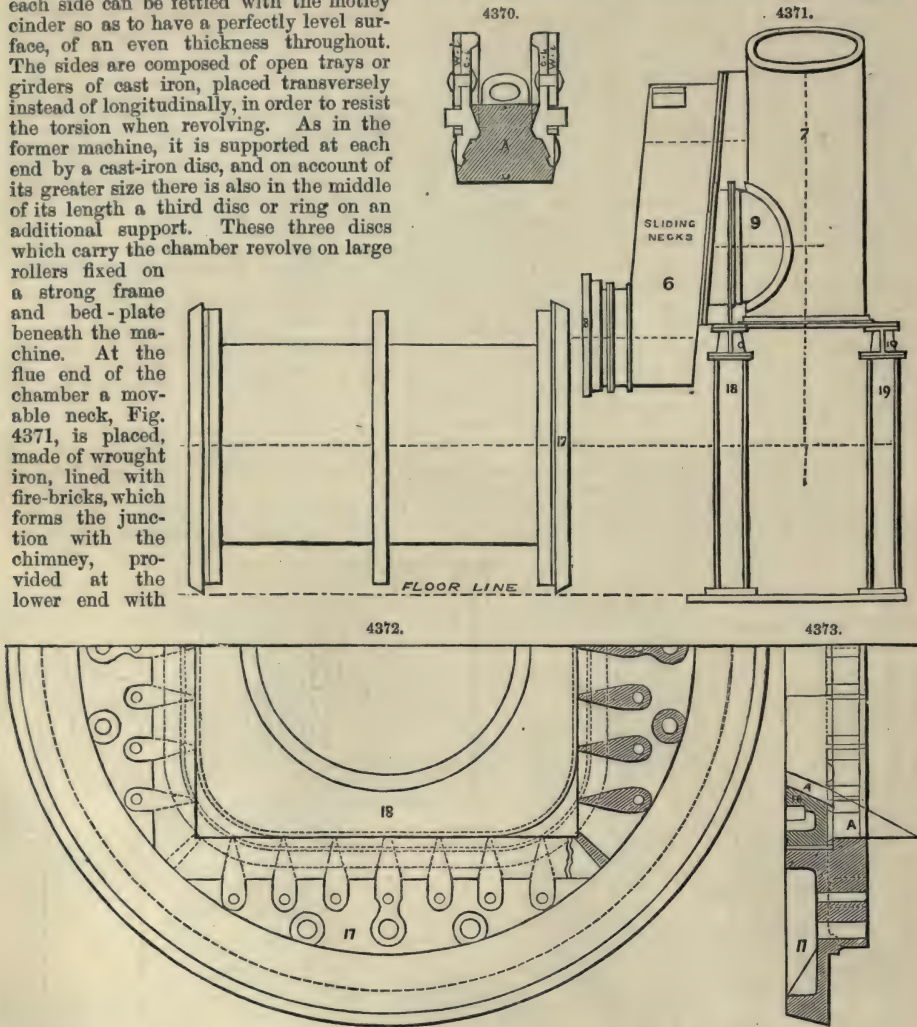 each side can be fettled with the motley
cinder so as to have a perfectly level sur-
face, of an even thickness throughout.
The sides are composed of open trays or
girders of cast iron, placed transversely
instead of longitudinally, in order to resist
the torsion when revolving. As in the
former machine, it is supported at each
end by a cast-iron disc, and on account of
its greater size there is also in the middle
of its length a third disc or ring on an
additional support. These three discs
which carry the chamber revolve on large
rollers fixed on
a strong frame
and bed-plate
beneath the ma-
chine. At the
flue end of the
chamber a mov-
able neck, Fig.
4371, is placed,
made of wrought
iron, lined with
fire-bricks, which
forms the junc-
tion with the
chimney, pro-
vided at the
lower end with
4370.
A
4371.
7
9
SLIDING
NECKS
6
8
17
18
19
19
FLOOR LINE
4372.
18
17
4373.
A
16
A
17